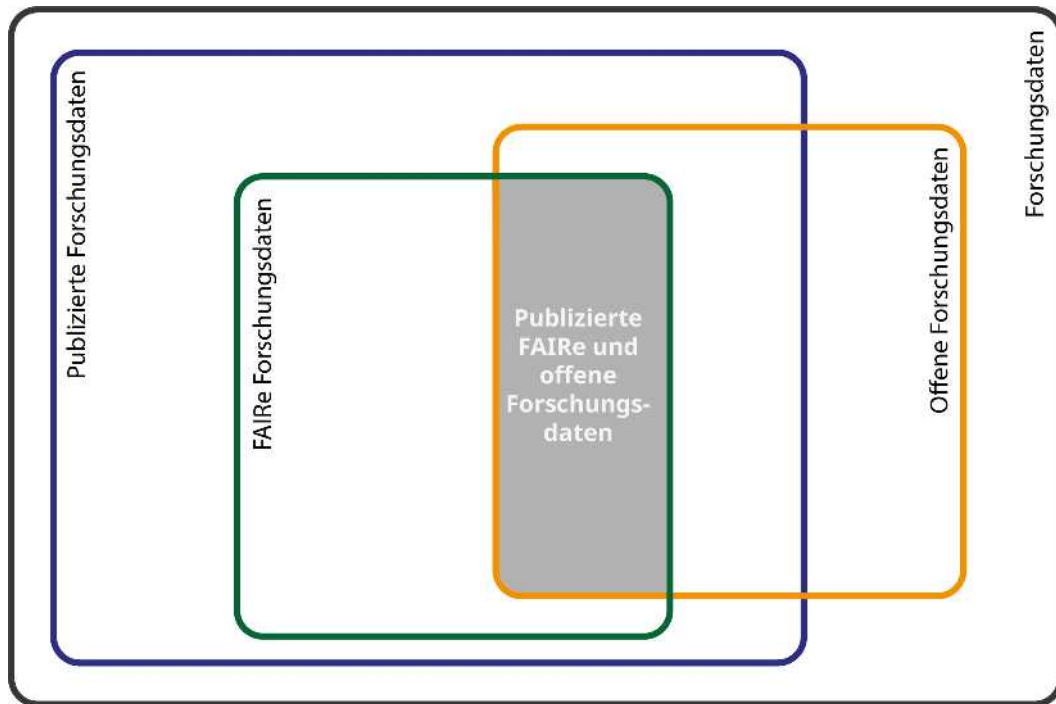 Publizierte Forschungsdaten
FAIRe Forschungsdaten
Publizierte
FAIRe und
offene
Forschungs-
daten
Offene Forschungsdaten
Forschungsdaten